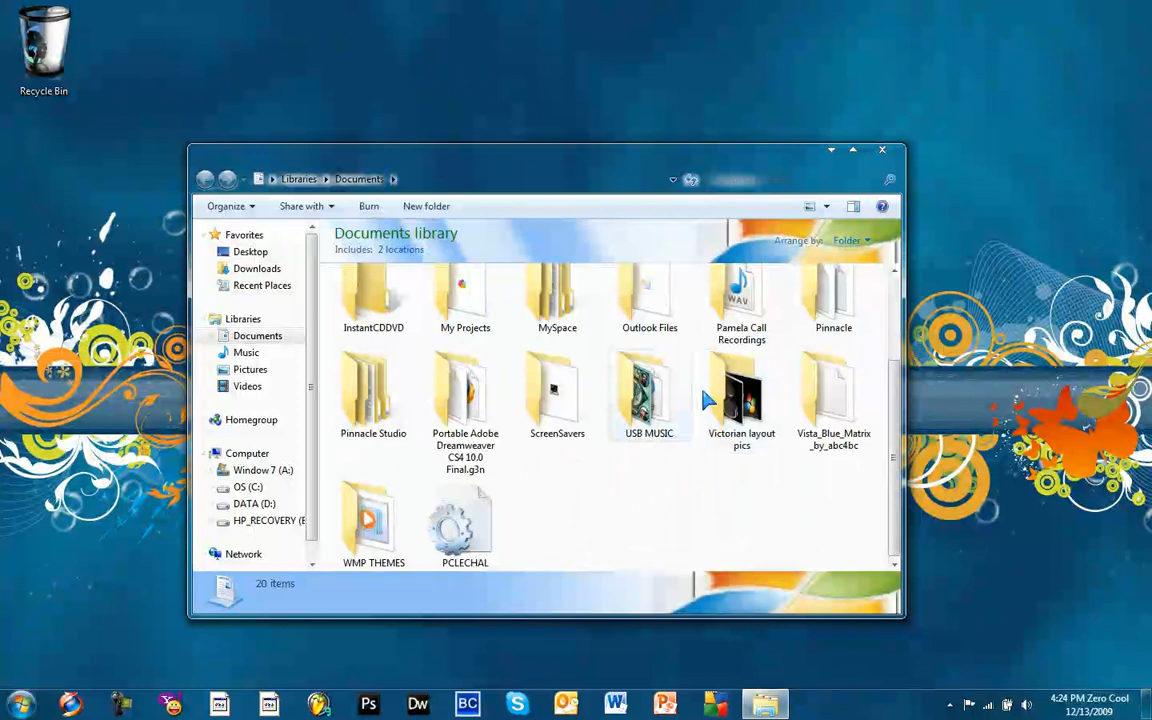 Recycle Bin
Libraries Documents
Organize Share with Burn New folder
Favorites
Desktop
Downloads
Recent Places
Libraries
Documents
Music
Pictures
Videos
Homegroup
Computer
Window 7 (A:)
OS (C:)
DATA (D:)
HP_RECOVERY (E
Network
Documents library
Includes: 2 locations
Arrange by: Folder
InstantCDDVD
My Projects
MySpace
Outlook Files
WAV
Pamela Call
Recordings
Pinnacle
Pinnacle Studio
Portable Adobe
Dreamweaver
CS4 10.0
Final.g3n
ScreenSavers
USB MUSIC
Victorian layout
pics
Vista_Blue_Matrix
_by_abc4bc
WMP THEMES
PCLECHAL
20 items
Ps
Dw
BC
4:24 PM Zero Cool
12/13/2009